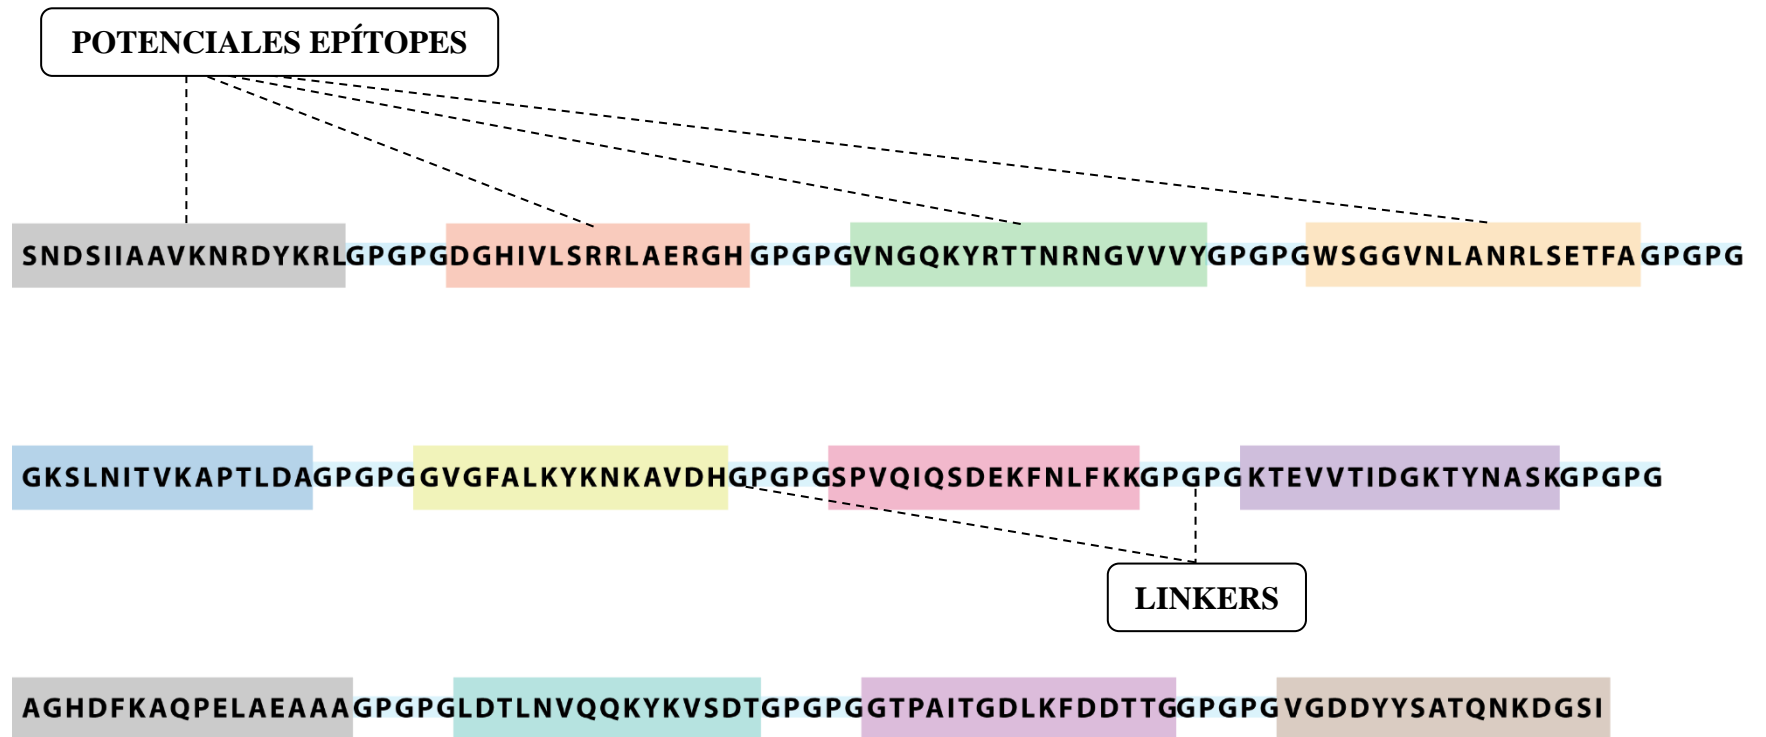 POTENCIALES EPÍTOPES
SNDSIIAAVKNRDYKRLGPGPGDGHIVLSRRLAERGHGPGPGVNGQKYRTTNRNGVVVYGPGPGWSGGVNLANRLSETFAGPGPG
GKSLNITVKAPTLDAGPGPGGVGFALKYKNKAVDHGPGPGSPVQIQSDEKFNLFKKGPGPGKTEVVTIDGKTYNASKGPGPG
LINKERS
AGHDFKAQPELAEAAAGPGPGLDTLNVQQKYKVSDTGPGPGGTPAITGDLKFDDTTGGPGPGVGDDYYSATQNKDGSI